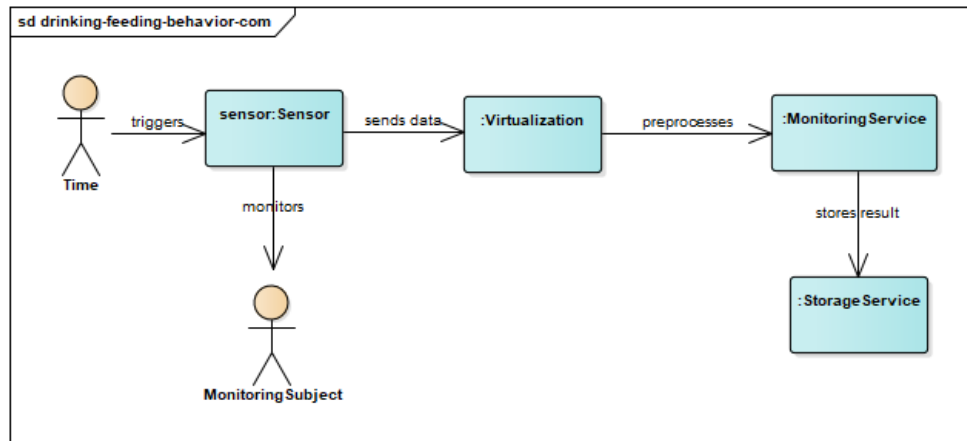 sd drinking-feeding-behavior-com
triggers
sensor:Sensor
sends data
:Virtualization
preprocesses
:MonitoringService
Time
monitors
stores result
:StorageService
MonitoringSubject